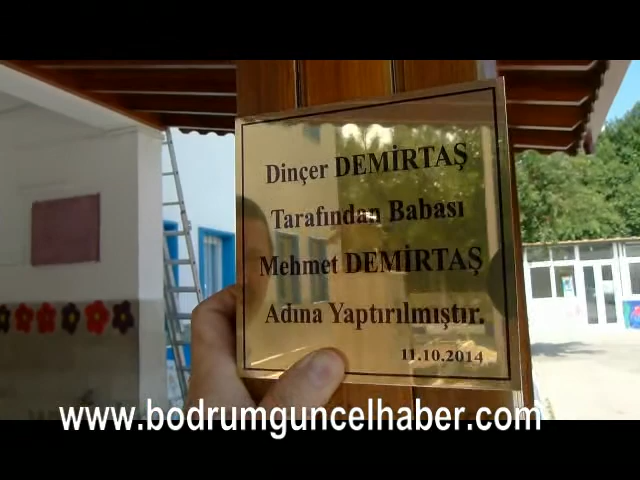 Dinçer DEMİRTAŞ
Tarafından Babası
Mehmet DEMİRTAŞ
Adına Yaptırılmıştır.
11.10.2014
www.bodrumguncelhaber.com